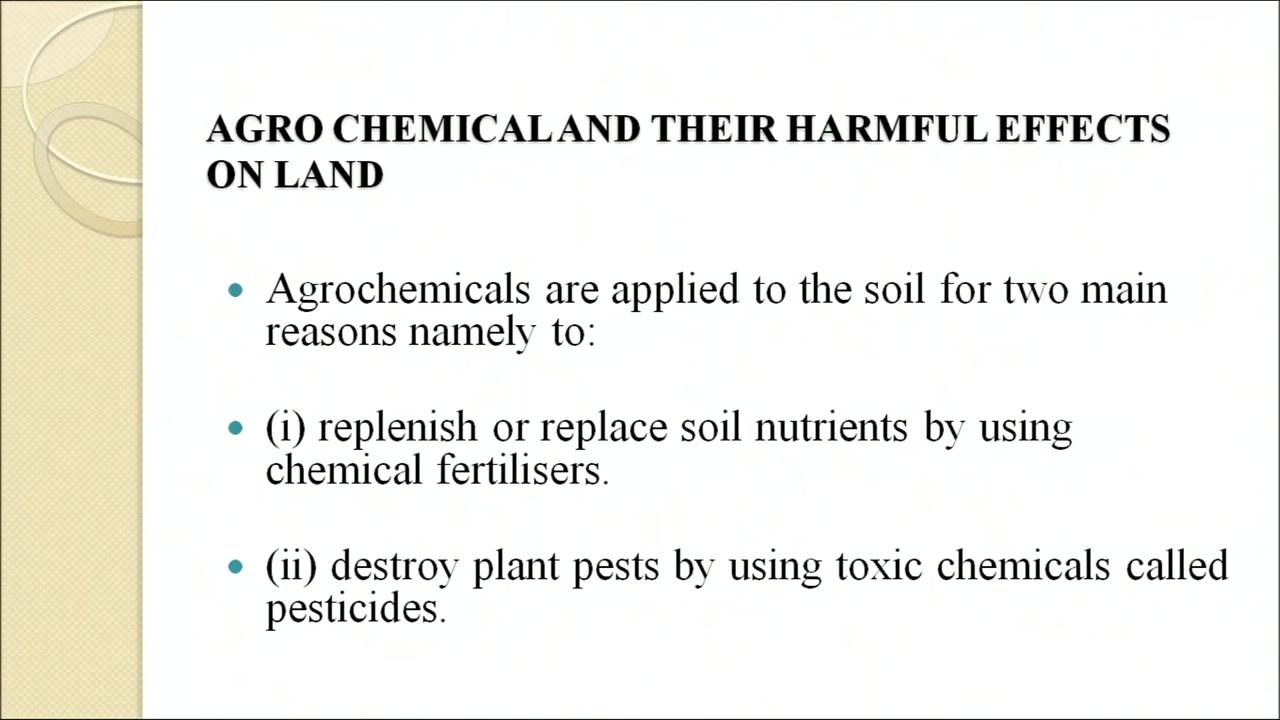 AGRO CHEMICAL AND THEIR HARMFUL EFFECTS
ON LAND
• Agrochemicals are applied to the soil for two main
reasons namely to:
• (i) replenish or replace soil nutrients by using
chemical fertilisers.
• (ii) destroy plant pests by using toxic chemicals called
pesticides.